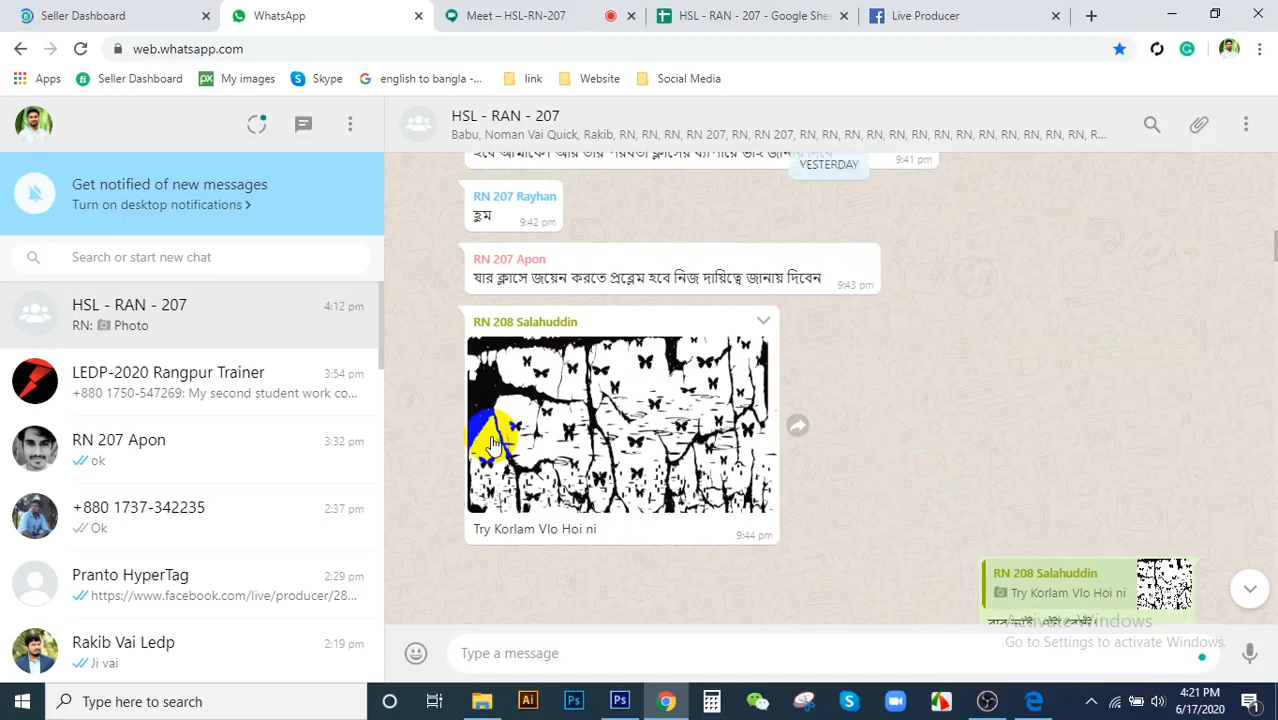 Seller Dashboard
WhatsApp
Meet – HSL-RN-207
HSL - RAN - 207 - Google She
Live Producer
web.whatsapp.com
Apps
Seller Dashboard
My images
Skype
english to bangla -...
link
Website
Social Media
HSL - RAN - 207
Babu, Noman Vai Quick, Rakib, RN, RN, RN, RN 207, RN, RN 207, RN, RN, RN, RN, RN, RN, RN, RN, RN, RN, RN, RN, RN, R...
Get notified of new messages
Turn on desktop notifications >
Search or start new chat
HSL - RAN - 207
4:12 pm
RN: Photo
LEDP-2020 Rangpur Trainer
3:54 pm
+880 1750-547269: My second student work co...
RN 207 Apon
3:32 pm
ok
+880 1737-342235
2:37 pm
Ok
Pranto HyperTag
2:29 pm
https://www.facebook.com/live/producer/28...
Rakib Vai Ledp
2:19 pm
Ji vai
YESTERDAY
9:41 pm
RN 207 Rayhan
হুম
9:42 pm
RN 207 Apon
যার ক্লাসে জয়েন করতে প্রব্লেম হবে নিজ দায়িত্বে জানায় দিবেন
9:43 pm
RN 208 Salahuddin
Try Korlam Vlo Hoi ni
9:44 pm
RN 208 Salahuddin
Try Korlam Vlo Hoi ni
Activate Windows
Go to Settings to activate Windows.
Type a message
Type here to search
4:21 PM
6/17/2020